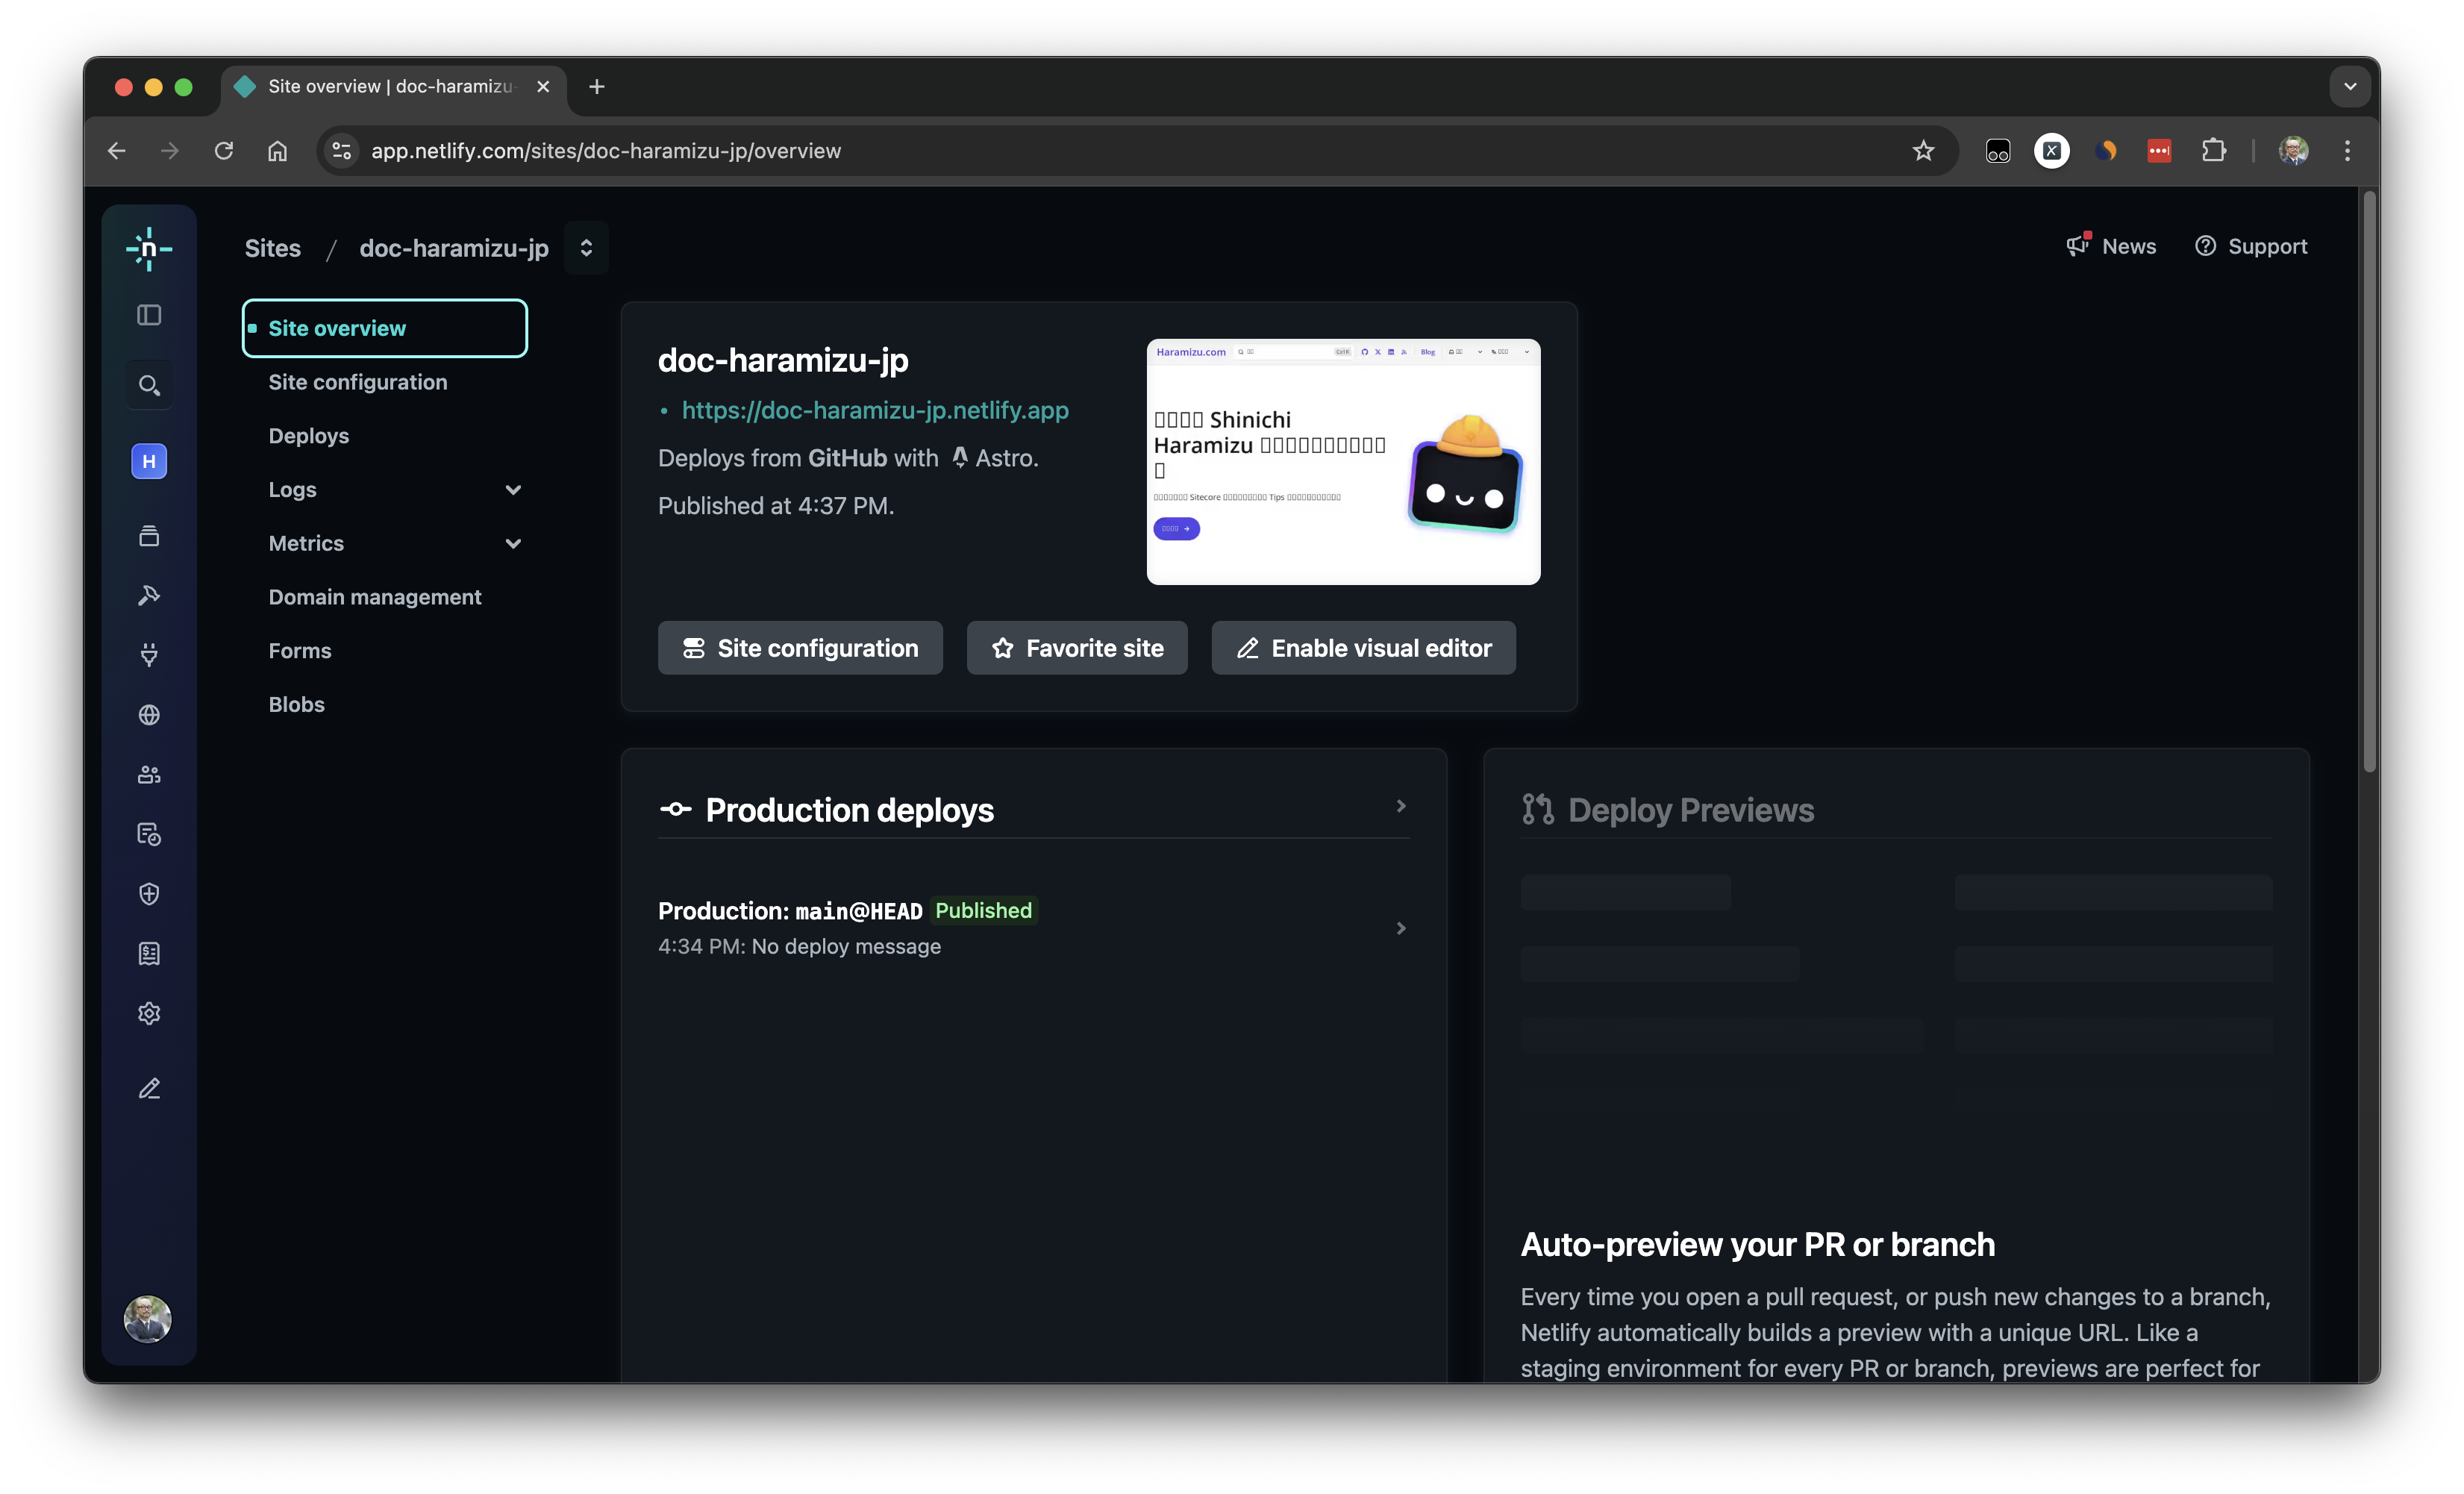 Site overview | doc-haramizu-
app.netlify.com/sites/doc-haramizu-jp/overview
Sites / doc-haramizu-jp
News
Support
Site overview
Site configuration
Deploys
Logs
Metrics
Domain management
Forms
Blobs
H
doc-haramizu-jp
https://doc-haramizu-jp.netlify.app
Deploys from GitHub with Astro.
Published at 4:37 PM.
Haramizu.com
Ctrl K
Blog
Shinichi
Haramizu
Sitecore Tips
Site configuration
Favorite site
Enable visual editor
Production deploys
Production: main@HEAD Published
4:34 PM: No deploy message
Deploy Previews
Auto-preview your PR or branch
Every time you open a pull request, or push new changes to a branch,
Netlify automatically builds a preview with a unique URL. Like a
staging environment for every PR or branch, previews are perfect for